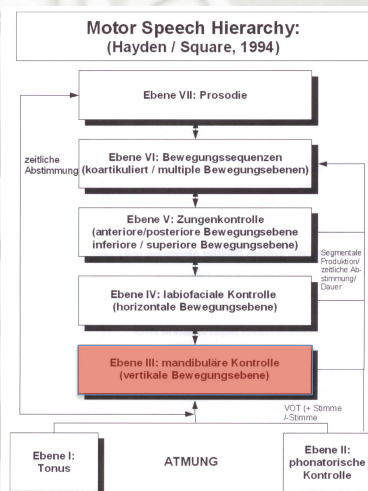 Motor Speech Hierarchy:
(Hayden / Square, 1994)
Ebene VII: Prosodie
zeitliche
Abstimmung
Ebene VI: Bewegungssequenzen
(koartikuliert / multiple Bewegungsebenen)
Ebene V: Zungenkontrolle
(anteriore/posteriore Bewegungsebene
inferiore / superiore Bewegungsebene)
Segmentale
Produktion/
zeitliche Ab-
stimmung/
Dauer
Ebene IV: labiofaciale Kontrolle
(horizontale Bewegungsebene)
Ebene III: mandibuläre Kontrolle
(vertikale Bewegungsebene)
VOT (+ Stimme
/-Stimme
Ebene I:
Tonus
ATMUNG
Ebene II:
phonatorische
Kontrolle